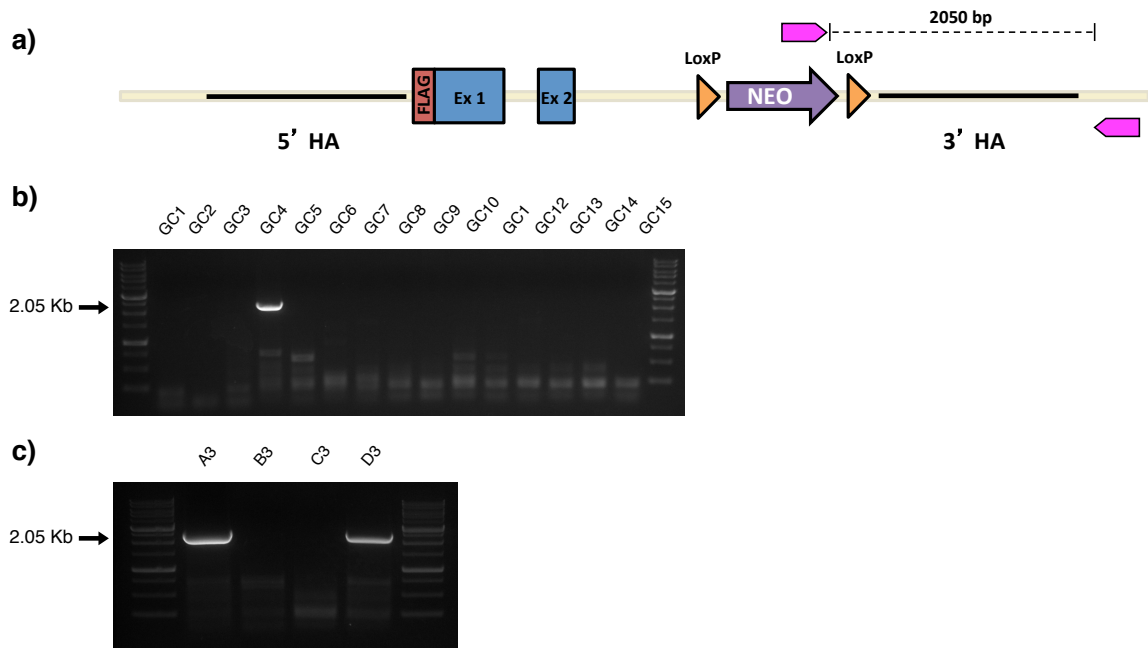 a)
2050 bp
LoxP LoxP
FLAG Ex 1 Ex 2 NEO
5’ HA 3’ HA
b)
GC1 GC2 GC3 GC4 GC5 GC6 GC7 GC8 GC9 GC10 GC1 GC12 GC13 GC14 GC15
2.05 Kb
c)
A3 B3 C3 D3
2.05 Kb